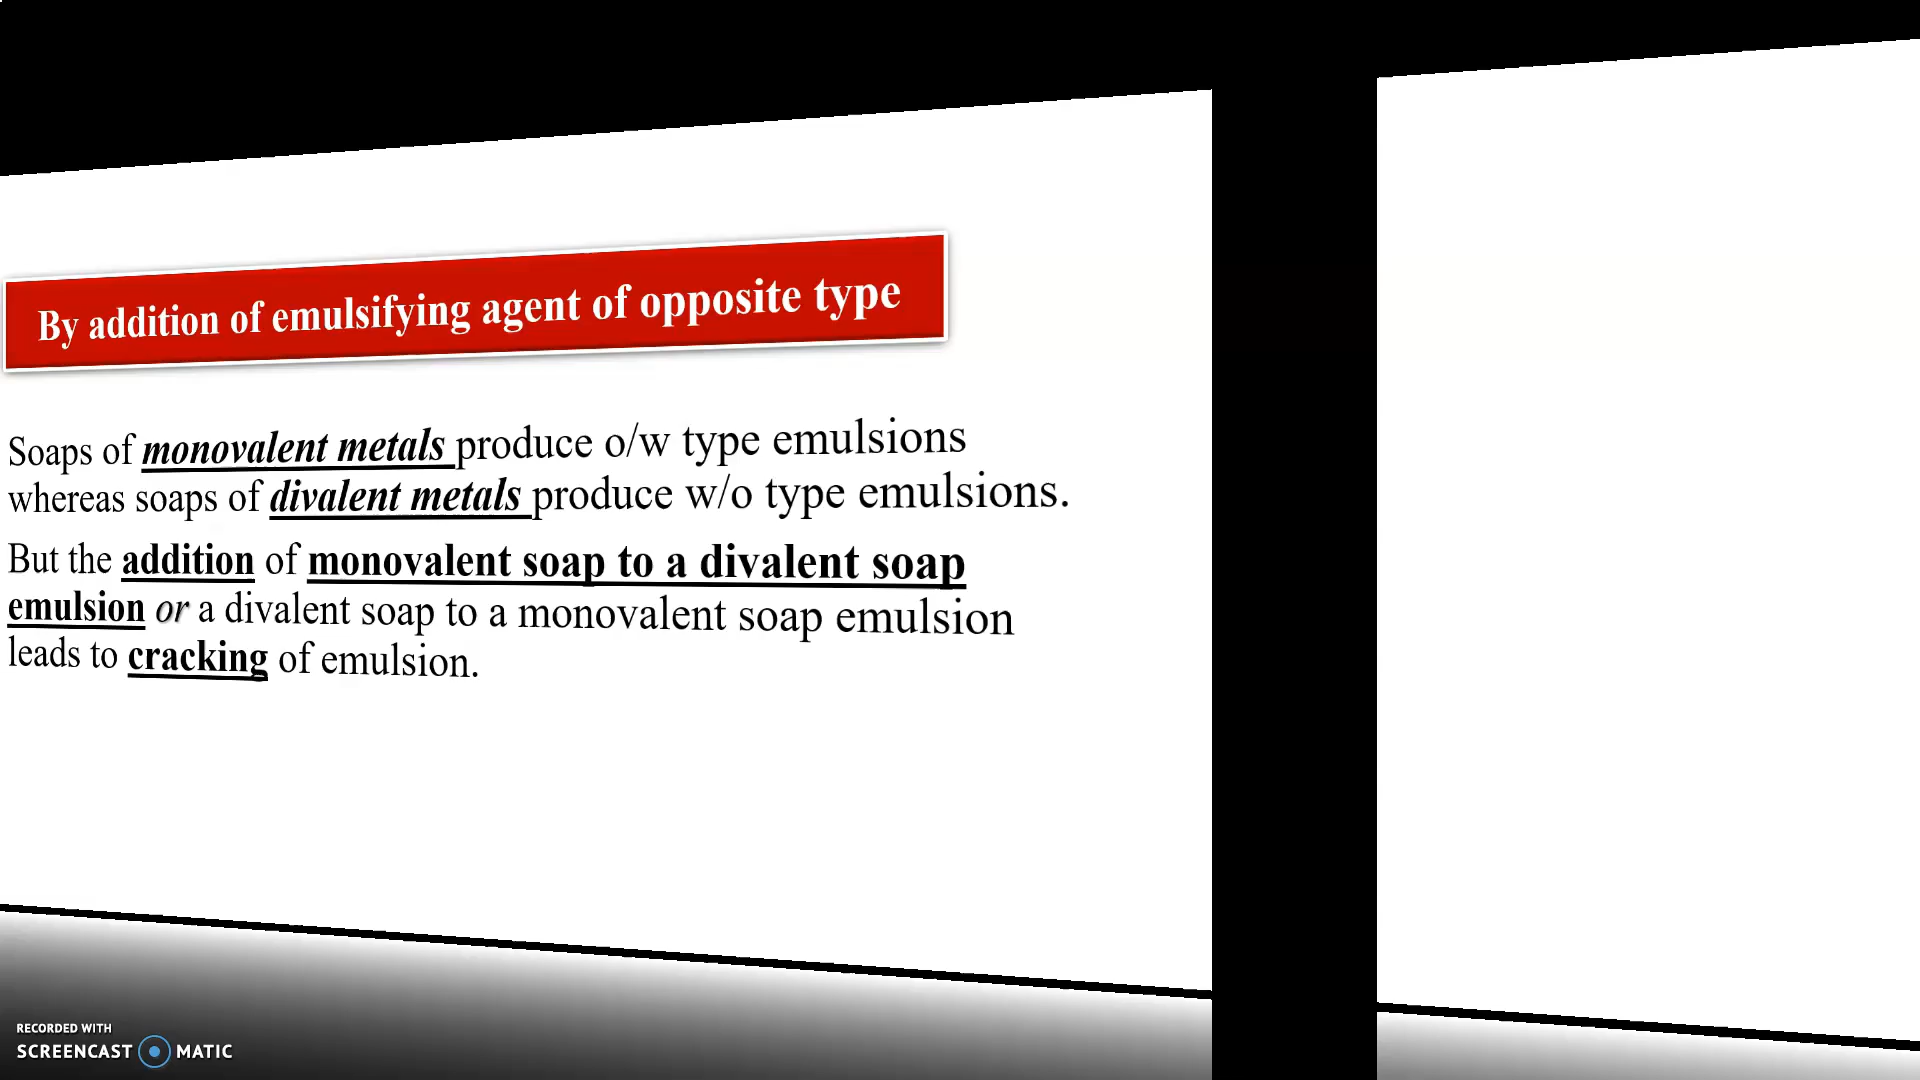 By addition of emulsifying agent of opposite type
Soaps of monovalent metals produce o/w type emulsions
whereas soaps of divalent metals produce w/o type emulsions.
But the addition of monovalent soap to a divalent soap
emulsion or a divalent soap to a monovalent soap emulsion
leads to cracking of emulsion.
RECORDED WITH
SCREENCAST MATIC